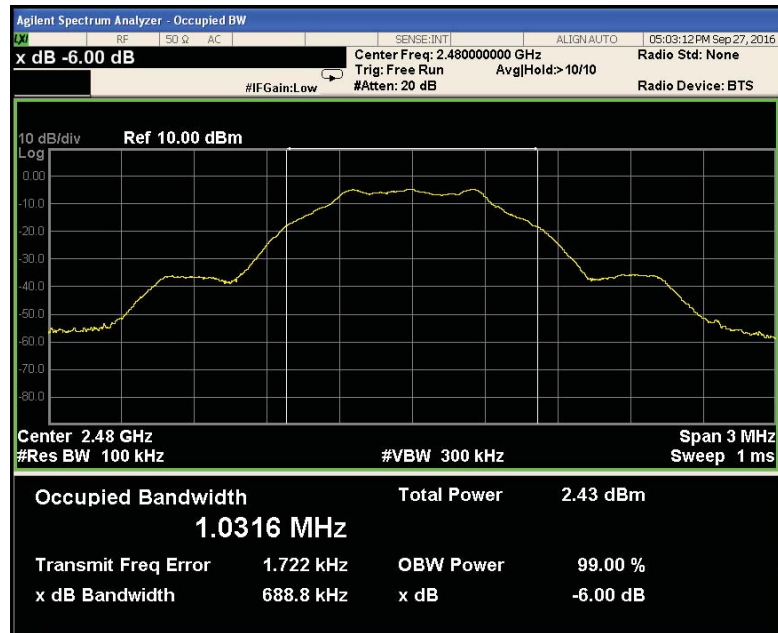 Agilent Spectrum Analyzer - Occupied BW
LXI RF 50 Ω AC SENSE:INT ALIGN AUTO 05:03:12 PM Sep 27, 2016
x dB -6.00 dB Center Freq: 2.480000000 GHz Radio Std: None
Trig: Free Run Avg|Hold:>10/10
#IFGain:Low #Atten: 20 dB Radio Device: BTS
10 dB/div Ref 10.00 dBm
Log
0.00
-10.0
-20.0
-30.0
-40.0
-50.0
-60.0
-70.0
-80.0
Center 2.48 GHz Span 3 MHz
#Res BW 100 kHz #VBW 300 kHz Sweep 1 ms
Occupied Bandwidth Total Power 2.43 dBm
1.0316 MHz
Transmit Freq Error 1.722 kHz OBW Power 99.00 %
x dB Bandwidth 688.8 kHz x dB -6.00 dB